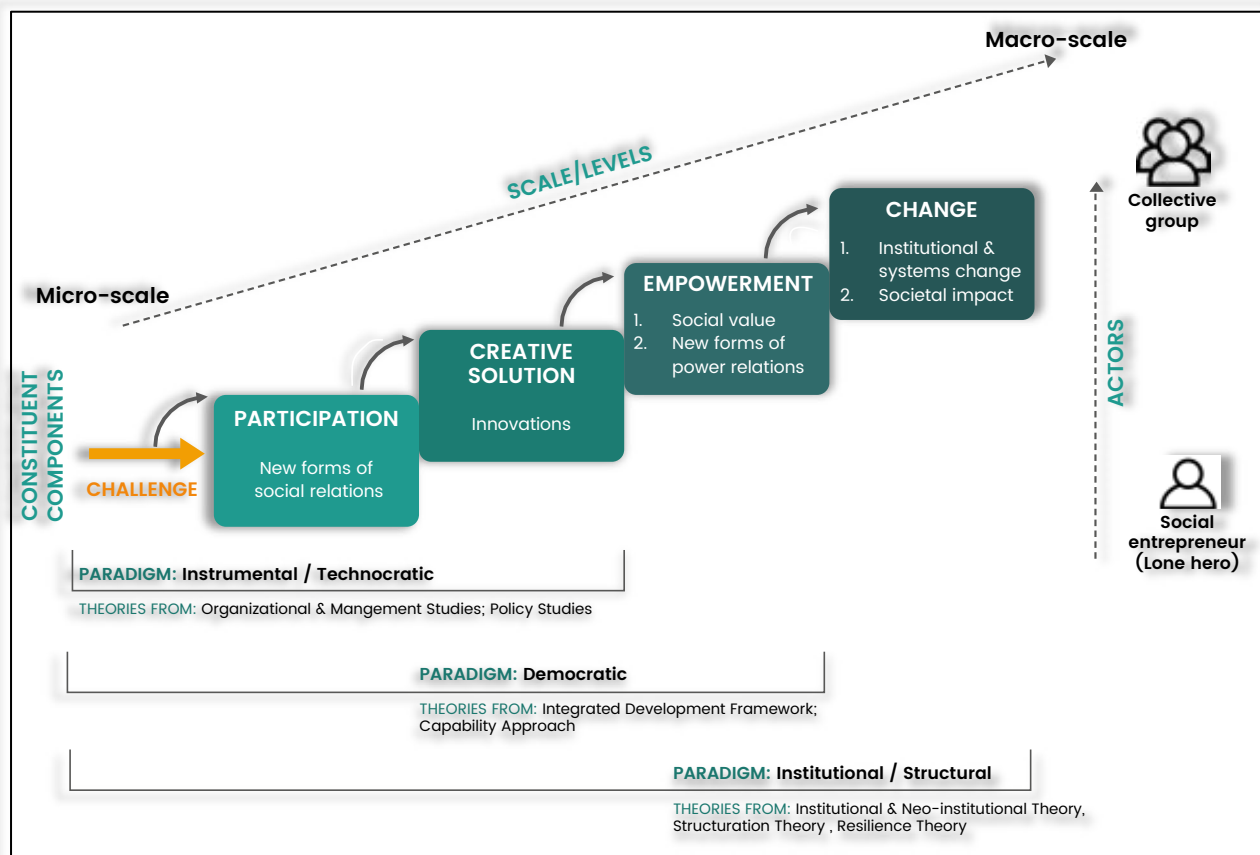 Macro-scale
SCALE/LEVELS
Micro-scale
Collective
group
ACTORS
Social
entrepreneur
(Lone hero)
CONSTITUENT
COMPONENTS
CHALLENGE
PARTICIPATION
New forms of
social relations
CREATIVE
SOLUTION
Innovations
EMPOWERMENT
1. Social value
2. New forms of
power relations
CHANGE
1. Institutional &
systems change
2. Societal impact
PARADIGM: Instrumental / Technocratic
THEORIES FROM: Organizational & Mangement Studies; Policy Studies
PARADIGM: Democratic
THEORIES FROM: Integrated Development Framework;
Capability Approach
PARADIGM: Institutional / Structural
THEORIES FROM: Institutional & Neo-institutional Theory,
Structuration Theory , Resilience Theory